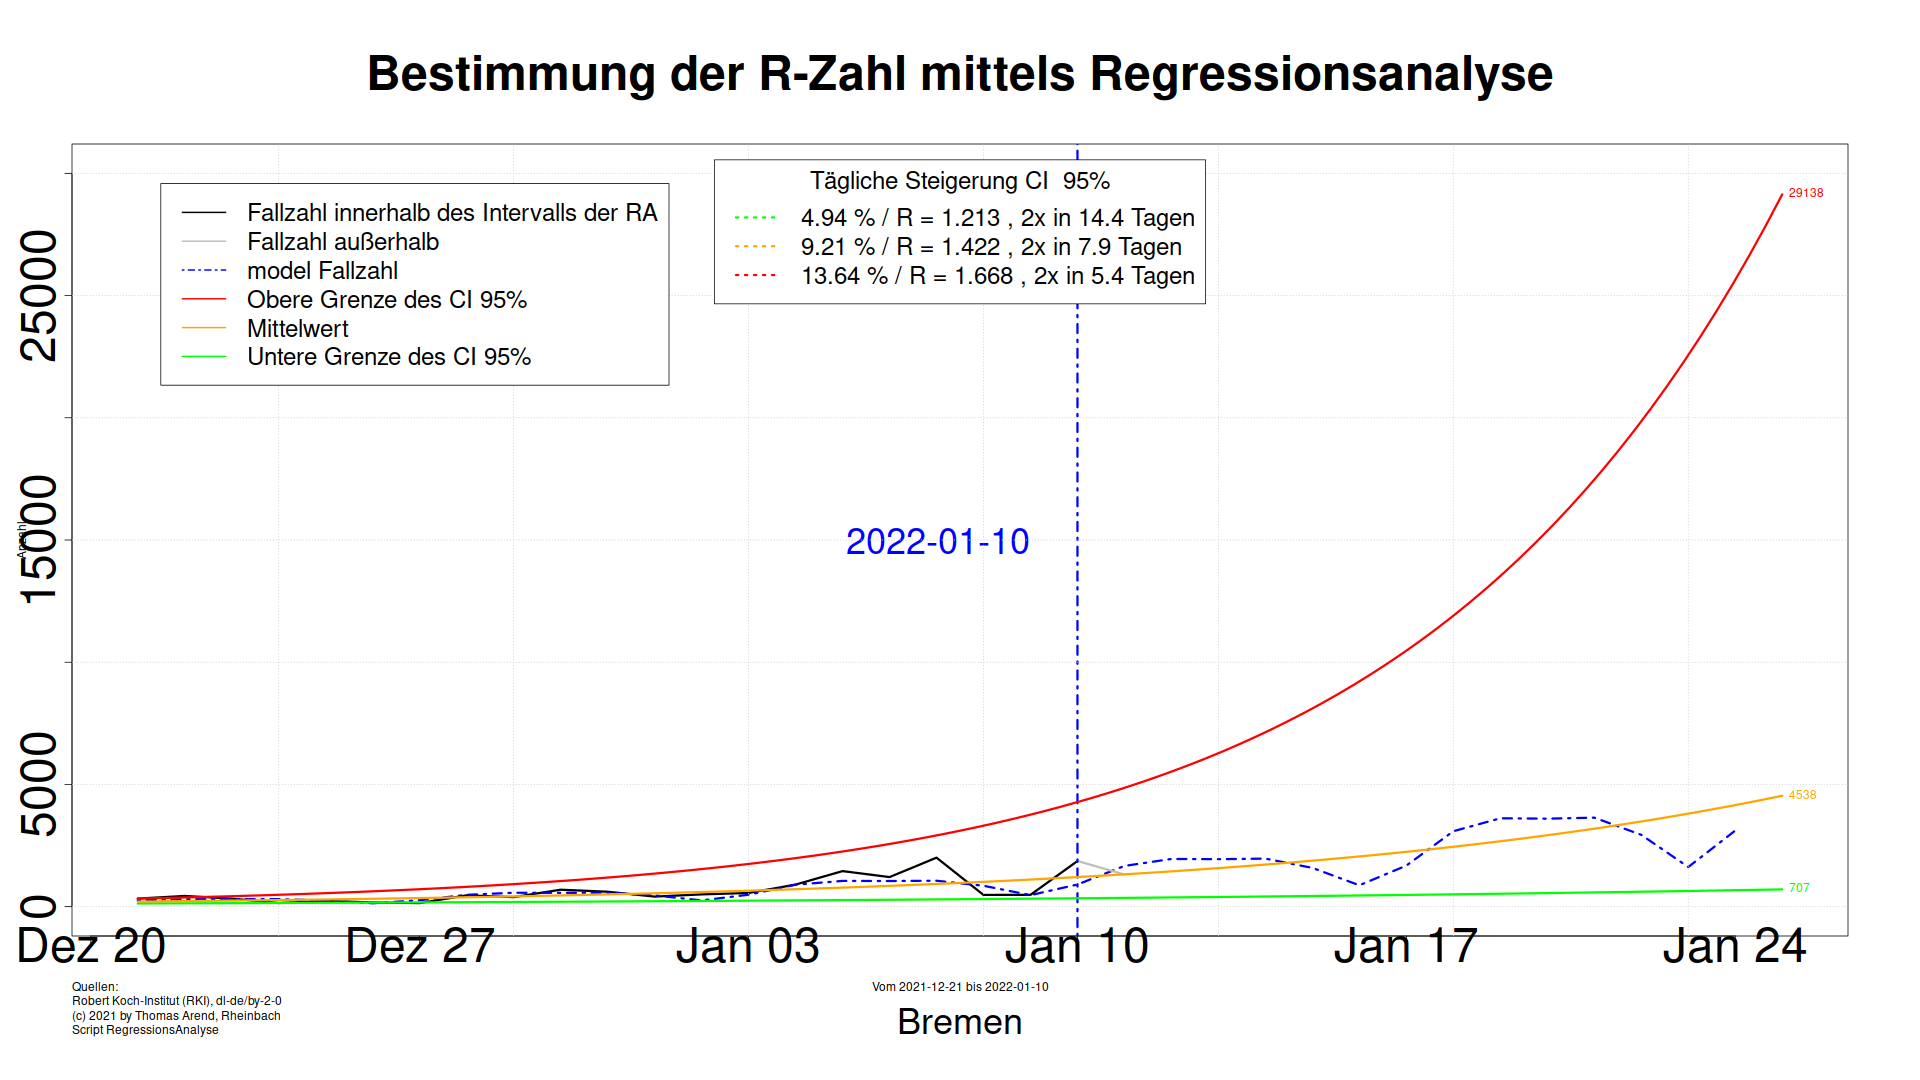 Bestimmung der R-Zahl mittels Regressionsanalyse
Fallzahl innerhalb des Intervalls der RA
Fallzahl außerhalb
model Fallzahl
Obere Grenze des CI 95%
Mittelwert
Untere Grenze des CI 95%
Tägliche Steigerung CI  95%
4.94 % / R = 1.213 , 2x in 14.4 Tagen
9.21 % / R = 1.422 , 2x in 7.9 Tagen
13.64 % / R = 1.668 , 2x in 5.4 Tagen
29138
25000
2022-01-10
15000
Anzahl
5000
4538
707
0
Dez 20 Dez 27 Jan 03 Jan 10 Jan 17 Jan 24
Quellen:
Robert Koch-Institut (RKI), dl-de/by-2-0
(c) 2021 by Thomas Arend, Rheinbach
Script RegressionsAnalyse
Vom 2021-12-21 bis 2022-01-10
Bremen